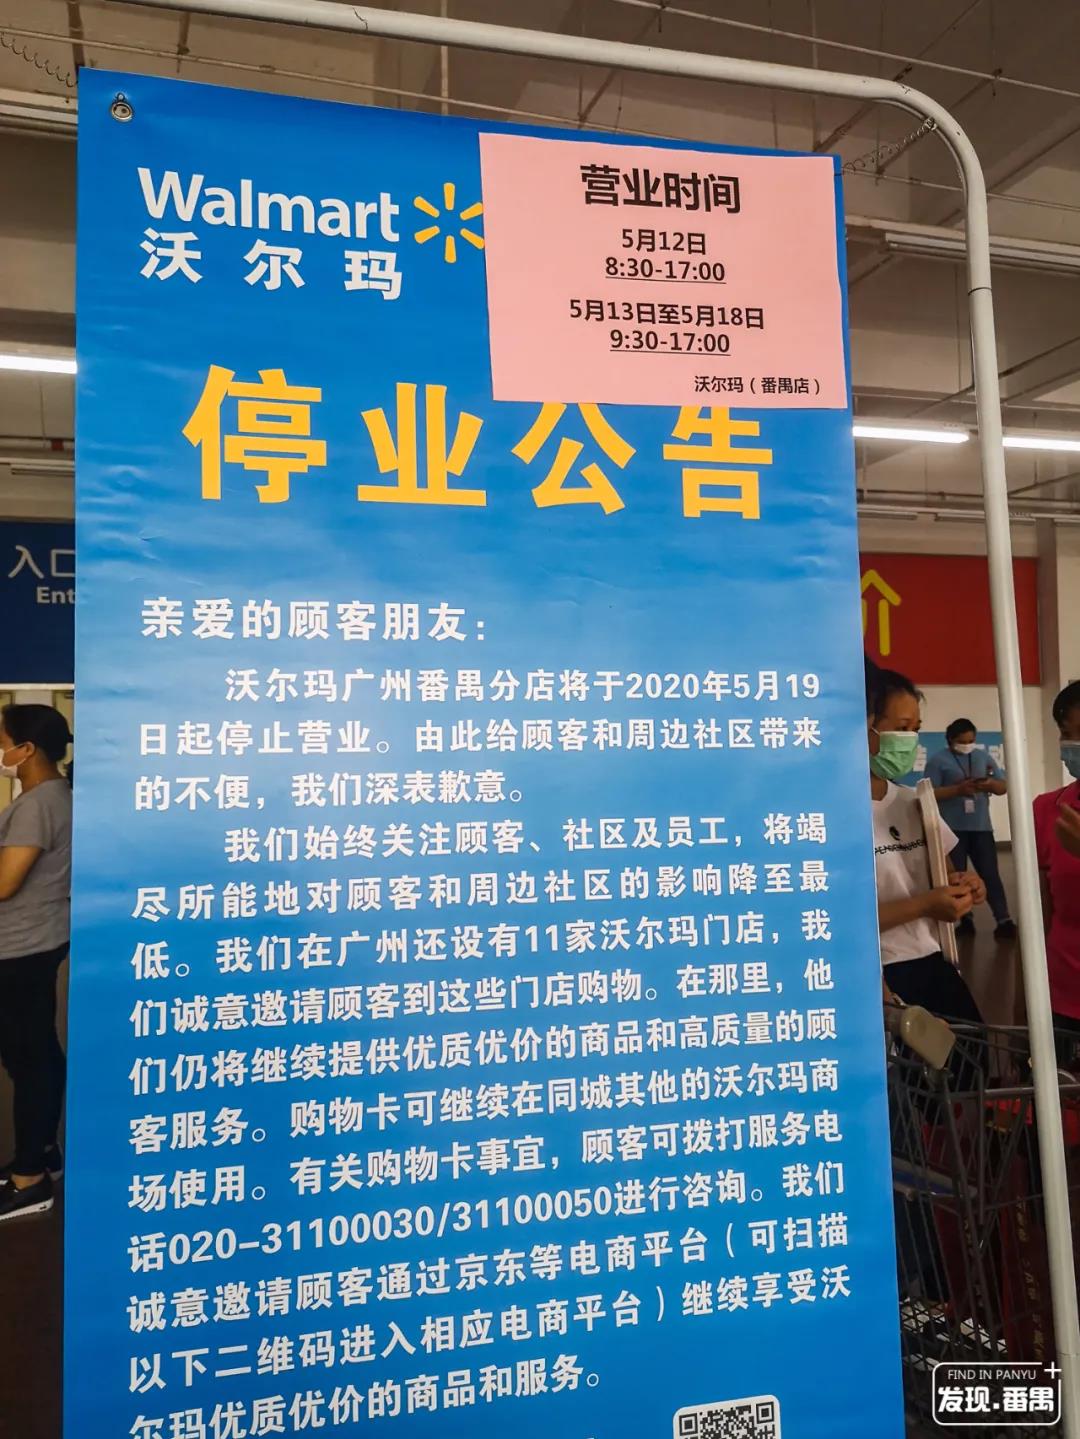 Walmart
沃尔玛
营业时间
5月12日
8:30-17:00
5月13日至5月18日
9:30-17:00
沃尔玛（番禺店）
停业公告
入口
Ent
价
亲爱的顾客朋友：
沃尔玛广州番禺分店将于2020年5月19
日起停止营业。由此给顾客和周边社区带来
的不便，我们深表歉意。
我们始终关注顾客、社区及员工，将竭
尽所能地对顾客和周边社区的影响降至最
低。我们在广州还设有11家沃尔玛门店，我
们诚意邀请顾客到这些门店购物。在那里，他
们仍将继续提供优质优价的商品和高质量的顾
客服务。购物卡可继续在同城其他的沃尔玛商
场使用。有关购物卡事宜，顾客可拨打服务电
话020-31100030/31100050进行咨询。我们
诚意邀请顾客通过京东等电商平台（可扫描
以下二维码进入相应电商平台）继续享受沃
尔玛优质优价的商品和服务。
FIND IN PANYU
发现.番禺